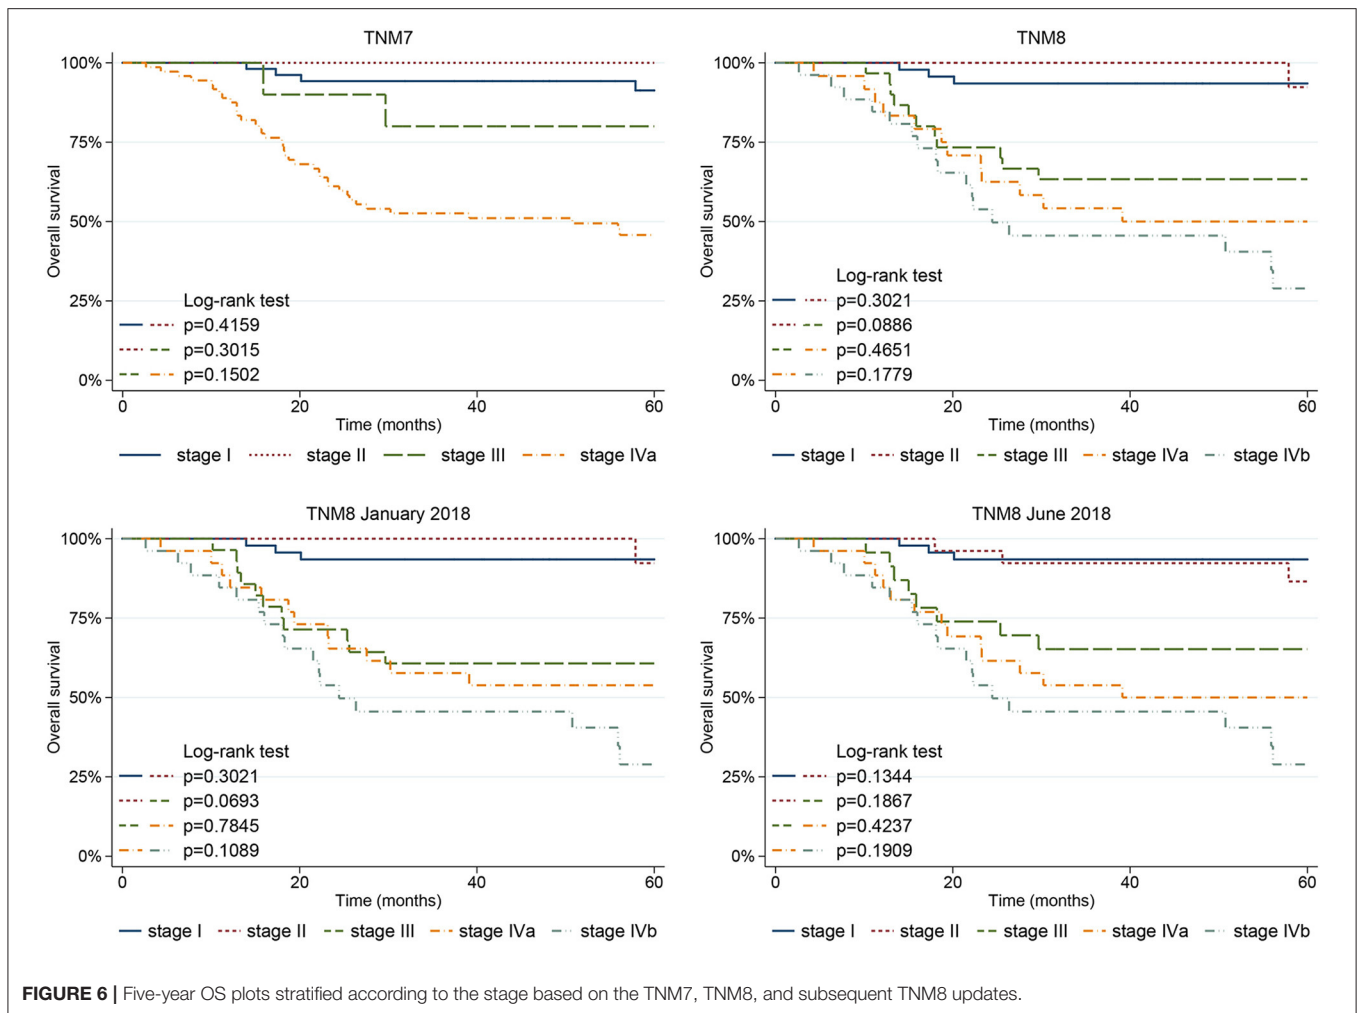 TNM7
100%
75%
50%
25%
0%
Overall survival
Log-rank test
p=0.4159
p=0.3015
p=0.1502
0 20 40 60
Time (months)
stage I stage II stage III stage IVa
TNM8
100%
75%
50%
25%
0%
Overall survival
Log-rank test
p=0.3021
p=0.0886
p=0.4651
p=0.1779
0 20 40 60
Time (months)
stage I stage II stage III stage IVa stage IVb
TNM8 January 2018
100%
75%
50%
25%
0%
Overall survival
Log-rank test
p=0.3021
p=0.0693
p=0.7845
p=0.1089
0 20 40 60
Time (months)
stage I stage II stage III stage IVa stage IVb
TNM8 June 2018
100%
75%
50%
25%
0%
Overall survival
Log-rank test
p=0.1344
p=0.1867
p=0.4237
p=0.1909
0 20 40 60
Time (months)
stage I stage II stage III stage IVa stage IVb
FIGURE 6 | Five-year OS plots stratified according to the stage based on the TNM7, TNM8, and subsequent TNM8 updates.